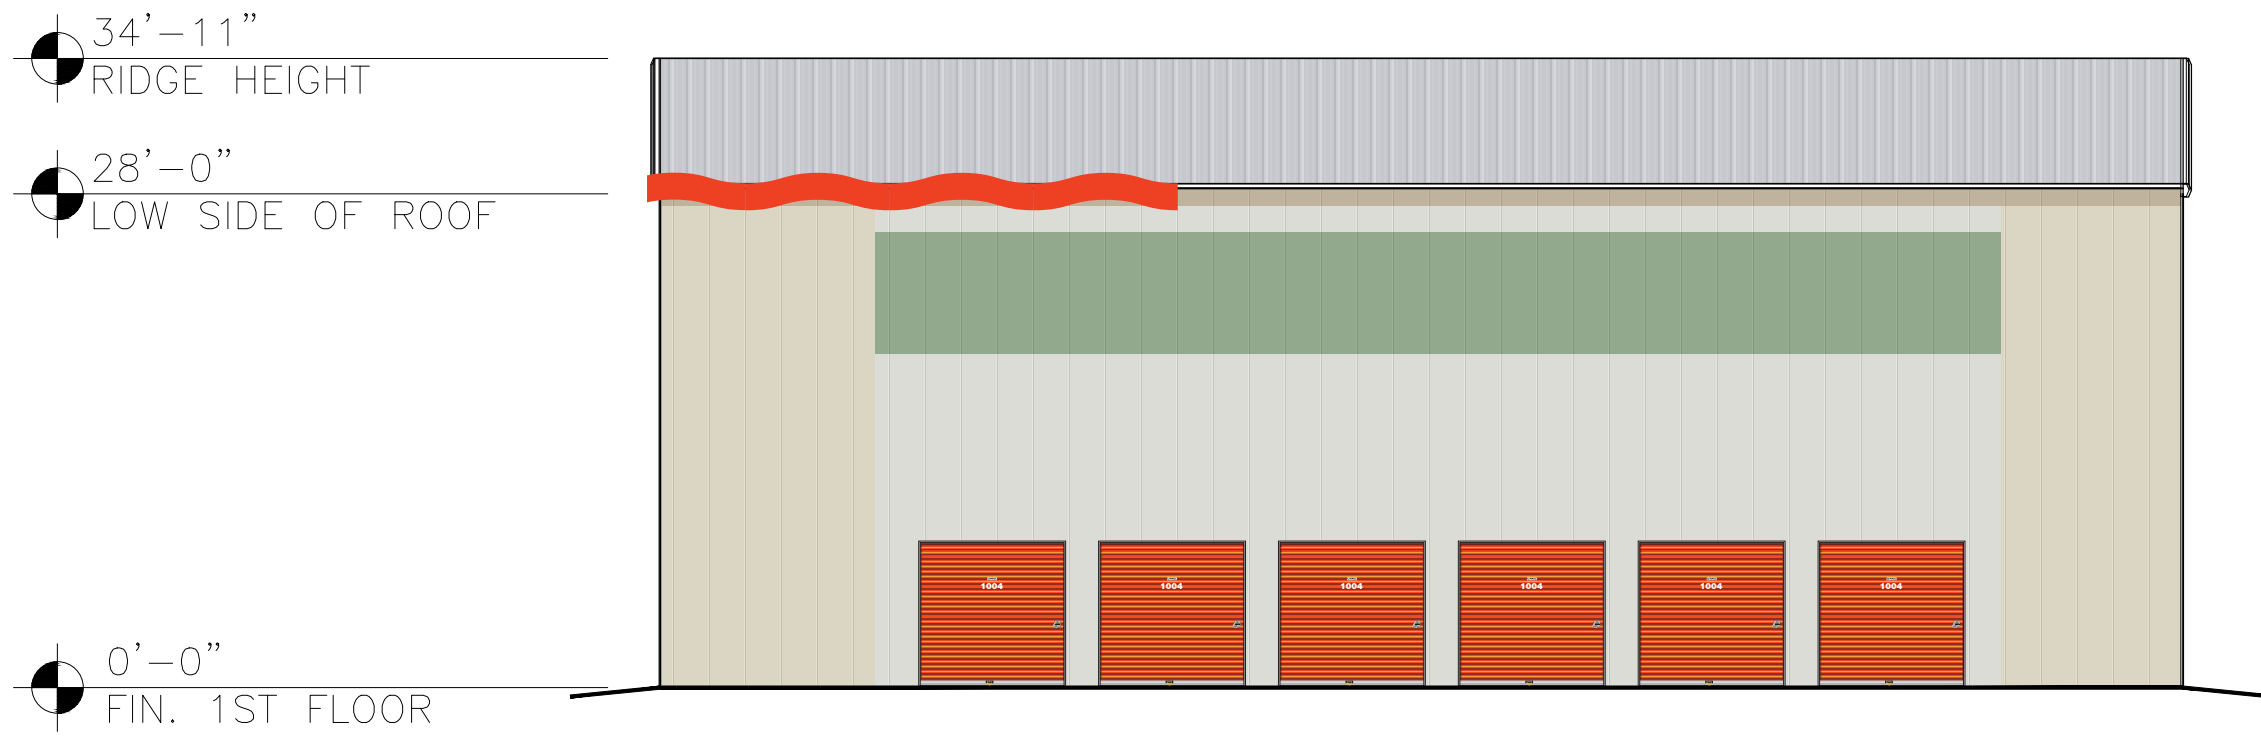 34’–11”
RIDGE HEIGHT
28’–0”
LOW SIDE OF ROOF
1004 1004 1004 1004 1004 1004
0’–0”
FIN. 1ST FLOOR